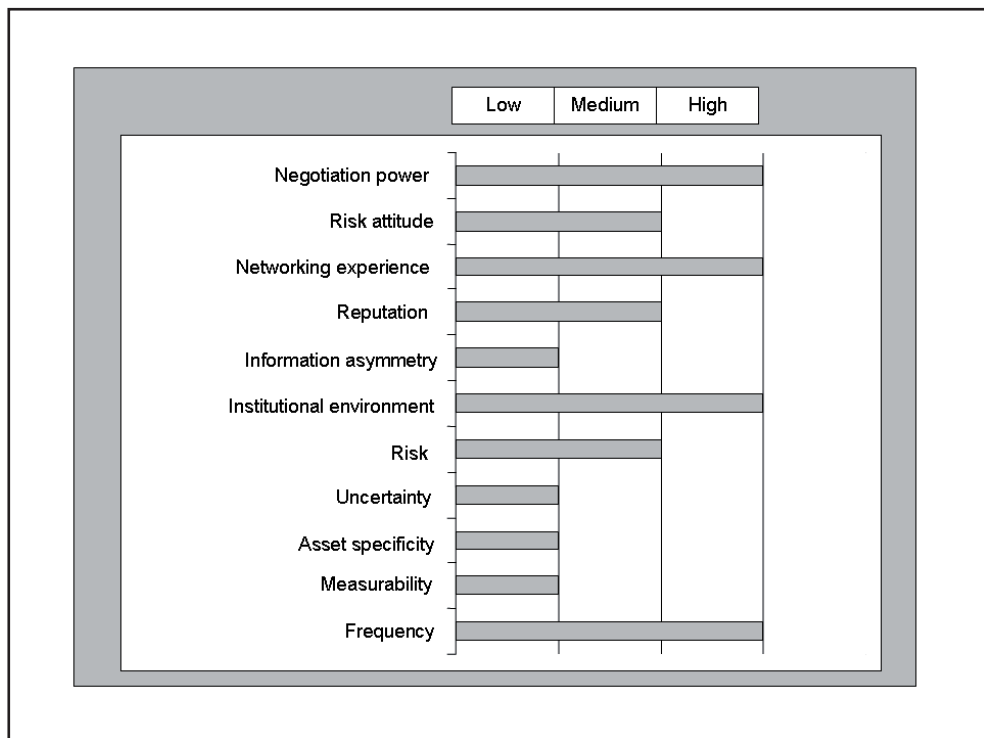 Low Medium High
Negotiation power
Risk attitude
Networking experience
Reputation
Information asymmetry
Institutional environment
Risk
Uncertainty
Asset specificity
Measurability
Frequency